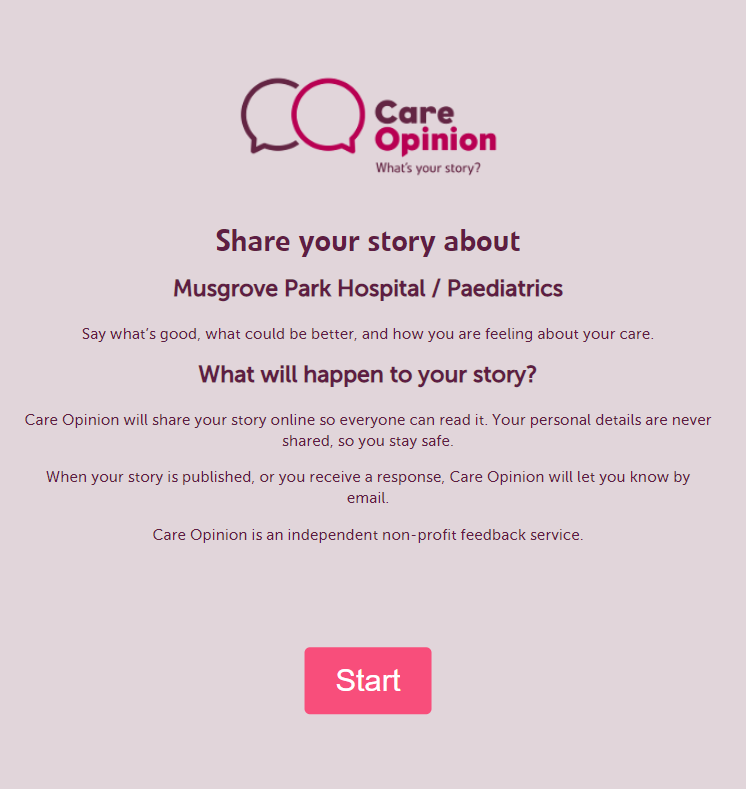 Care
Opinion
What's your story?
Share your story about
Musgrove Park Hospital / Paediatrics
Say what's good, what could be better, and how you are feeling about your care.
What will happen to your story?
Care Opinion will share your story online so everyone can read it. Your personal details are never
shared, so you stay safe.
When your story is published, or you receive a response, Care Opinion will let you know by
email.
Care Opinion is an independent non-profit feedback service.
Start